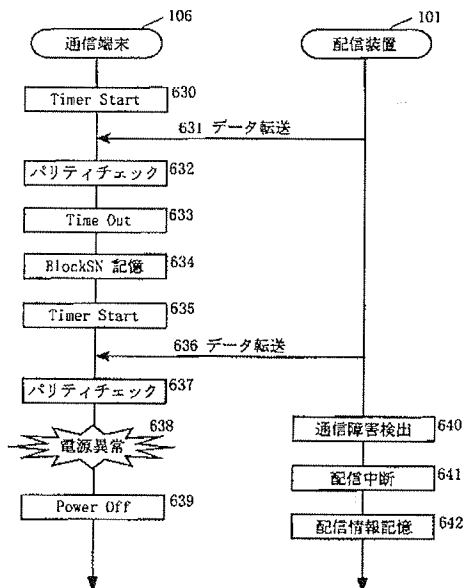 106
101
通信端末
配信装置
Timer Start
630
631 データ転送
パリティチェック
632
Time Out
633
BlockSN 記憶
634
Timer Start
635
636 データ転送
パリティチェック
637
電源異常
638
通信障害検出
640
配信中断
641
Power Off
639
配信情報記憶
642